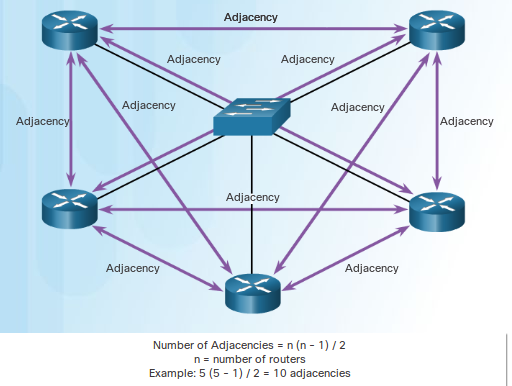 Adjacency
Adjacency
Adjacency
Adjacency
Adjacency
Adjacency
Adjacency
Adjacency
Adjacency
Adjacency
Number of Adjacencies = n (n – 1) / 2
n = number of routers
Example: 5 (5 – 1) / 2 = 10 adjacencies